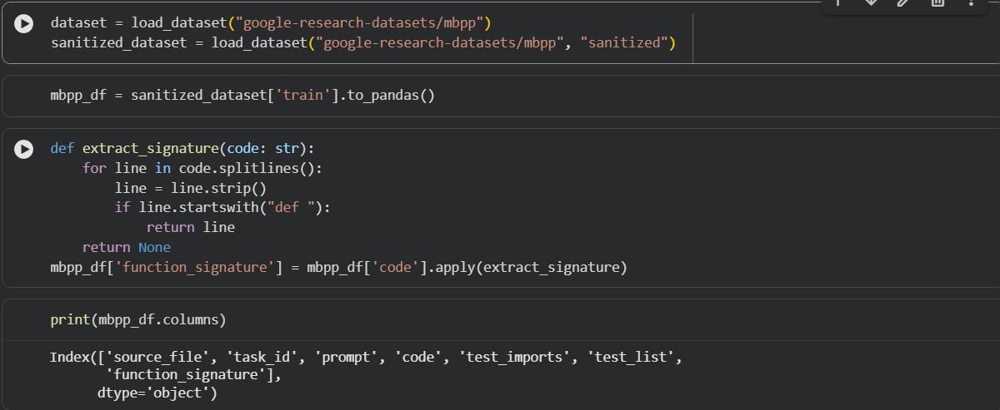 dataset = load_dataset("google-research-datasets/mbpp")
sanitized_dataset = load_dataset("google-research-datasets/mbpp", "sanitized")
mbpp_df = sanitized_dataset['train'].to_pandas()
def extract_signature(code: str):
    for line in code.splitlines():
        line = line.strip()
        if line.startswith("def "):
            return line
    return None
mbpp_df['function_signature'] = mbpp_df['code'].apply(extract_signature)
print(mbpp_df.columns)
Index(['source_file', 'task_id', 'prompt', 'code', 'test_imports', 'test_list',
       'function_signature'],
      dtype='object')